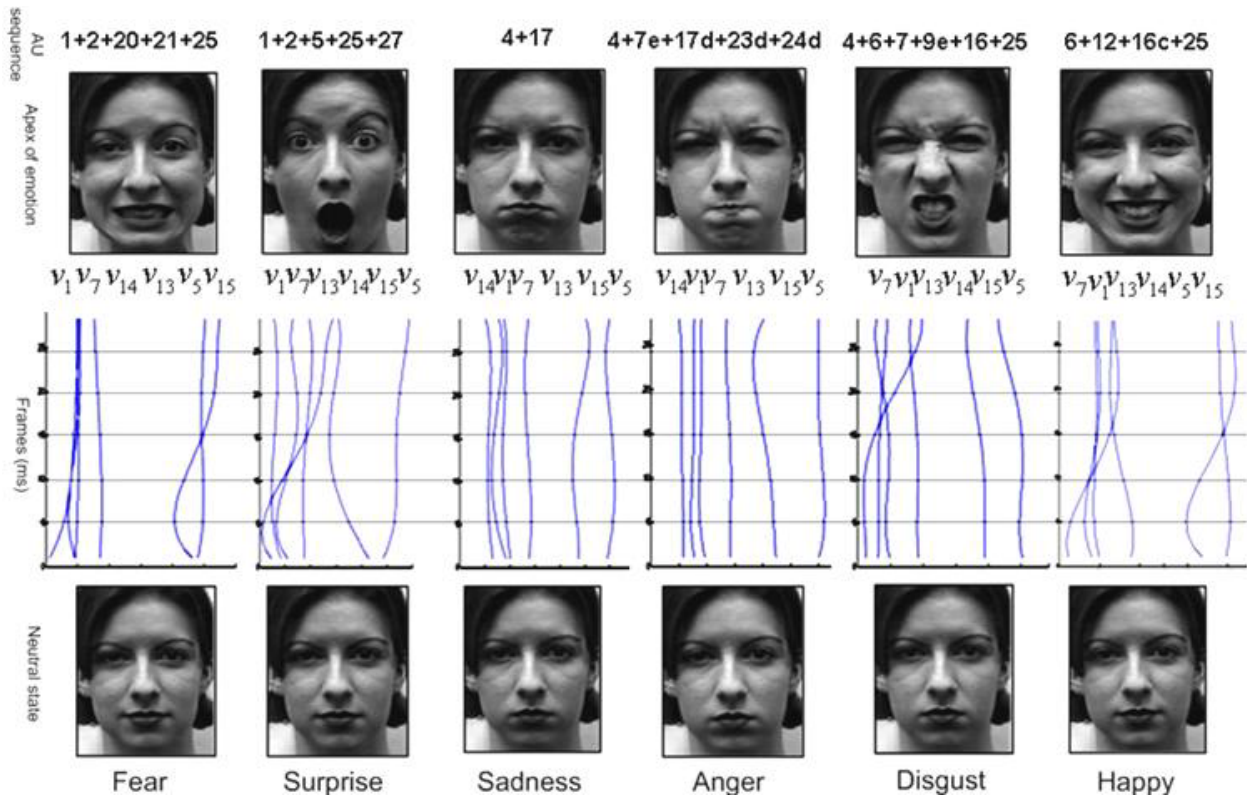 AU sequence
1+2+20+21+25 1+2+5+25+27 4+17 4+7e+17d+23d+24d 4+6+7+9e+16+25 6+12+16c+25
Apex of emotion
v1 v7 v14 v13 v5 v15 v1 v7 v13 v14 v15 v5 v14 v1 v7 v13 v15 v5 v14 v1 v7 v13 v15 v5 v7 v1 v13 v14 v15 v5 v7 v1 v13 v14 v5 v15
Frames (ms)
Neutral state
Fear Surprise Sadness Anger Disgust Happy